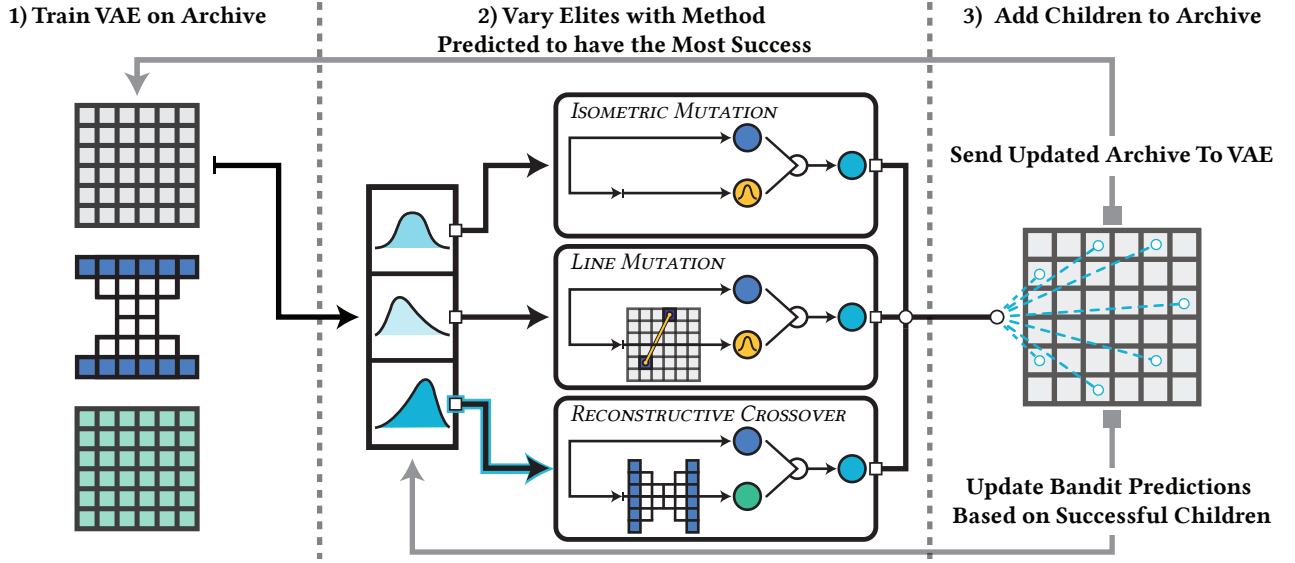 1) Train VAE on Archive
2) Vary Elites with Method
Predicted to have the Most Success
3) Add Children to Archive
Isometric Mutation
Line Mutation
Reconstructive Crossover
Send Updated Archive To VAE
Update Bandit Predictions
Based on Successful Children